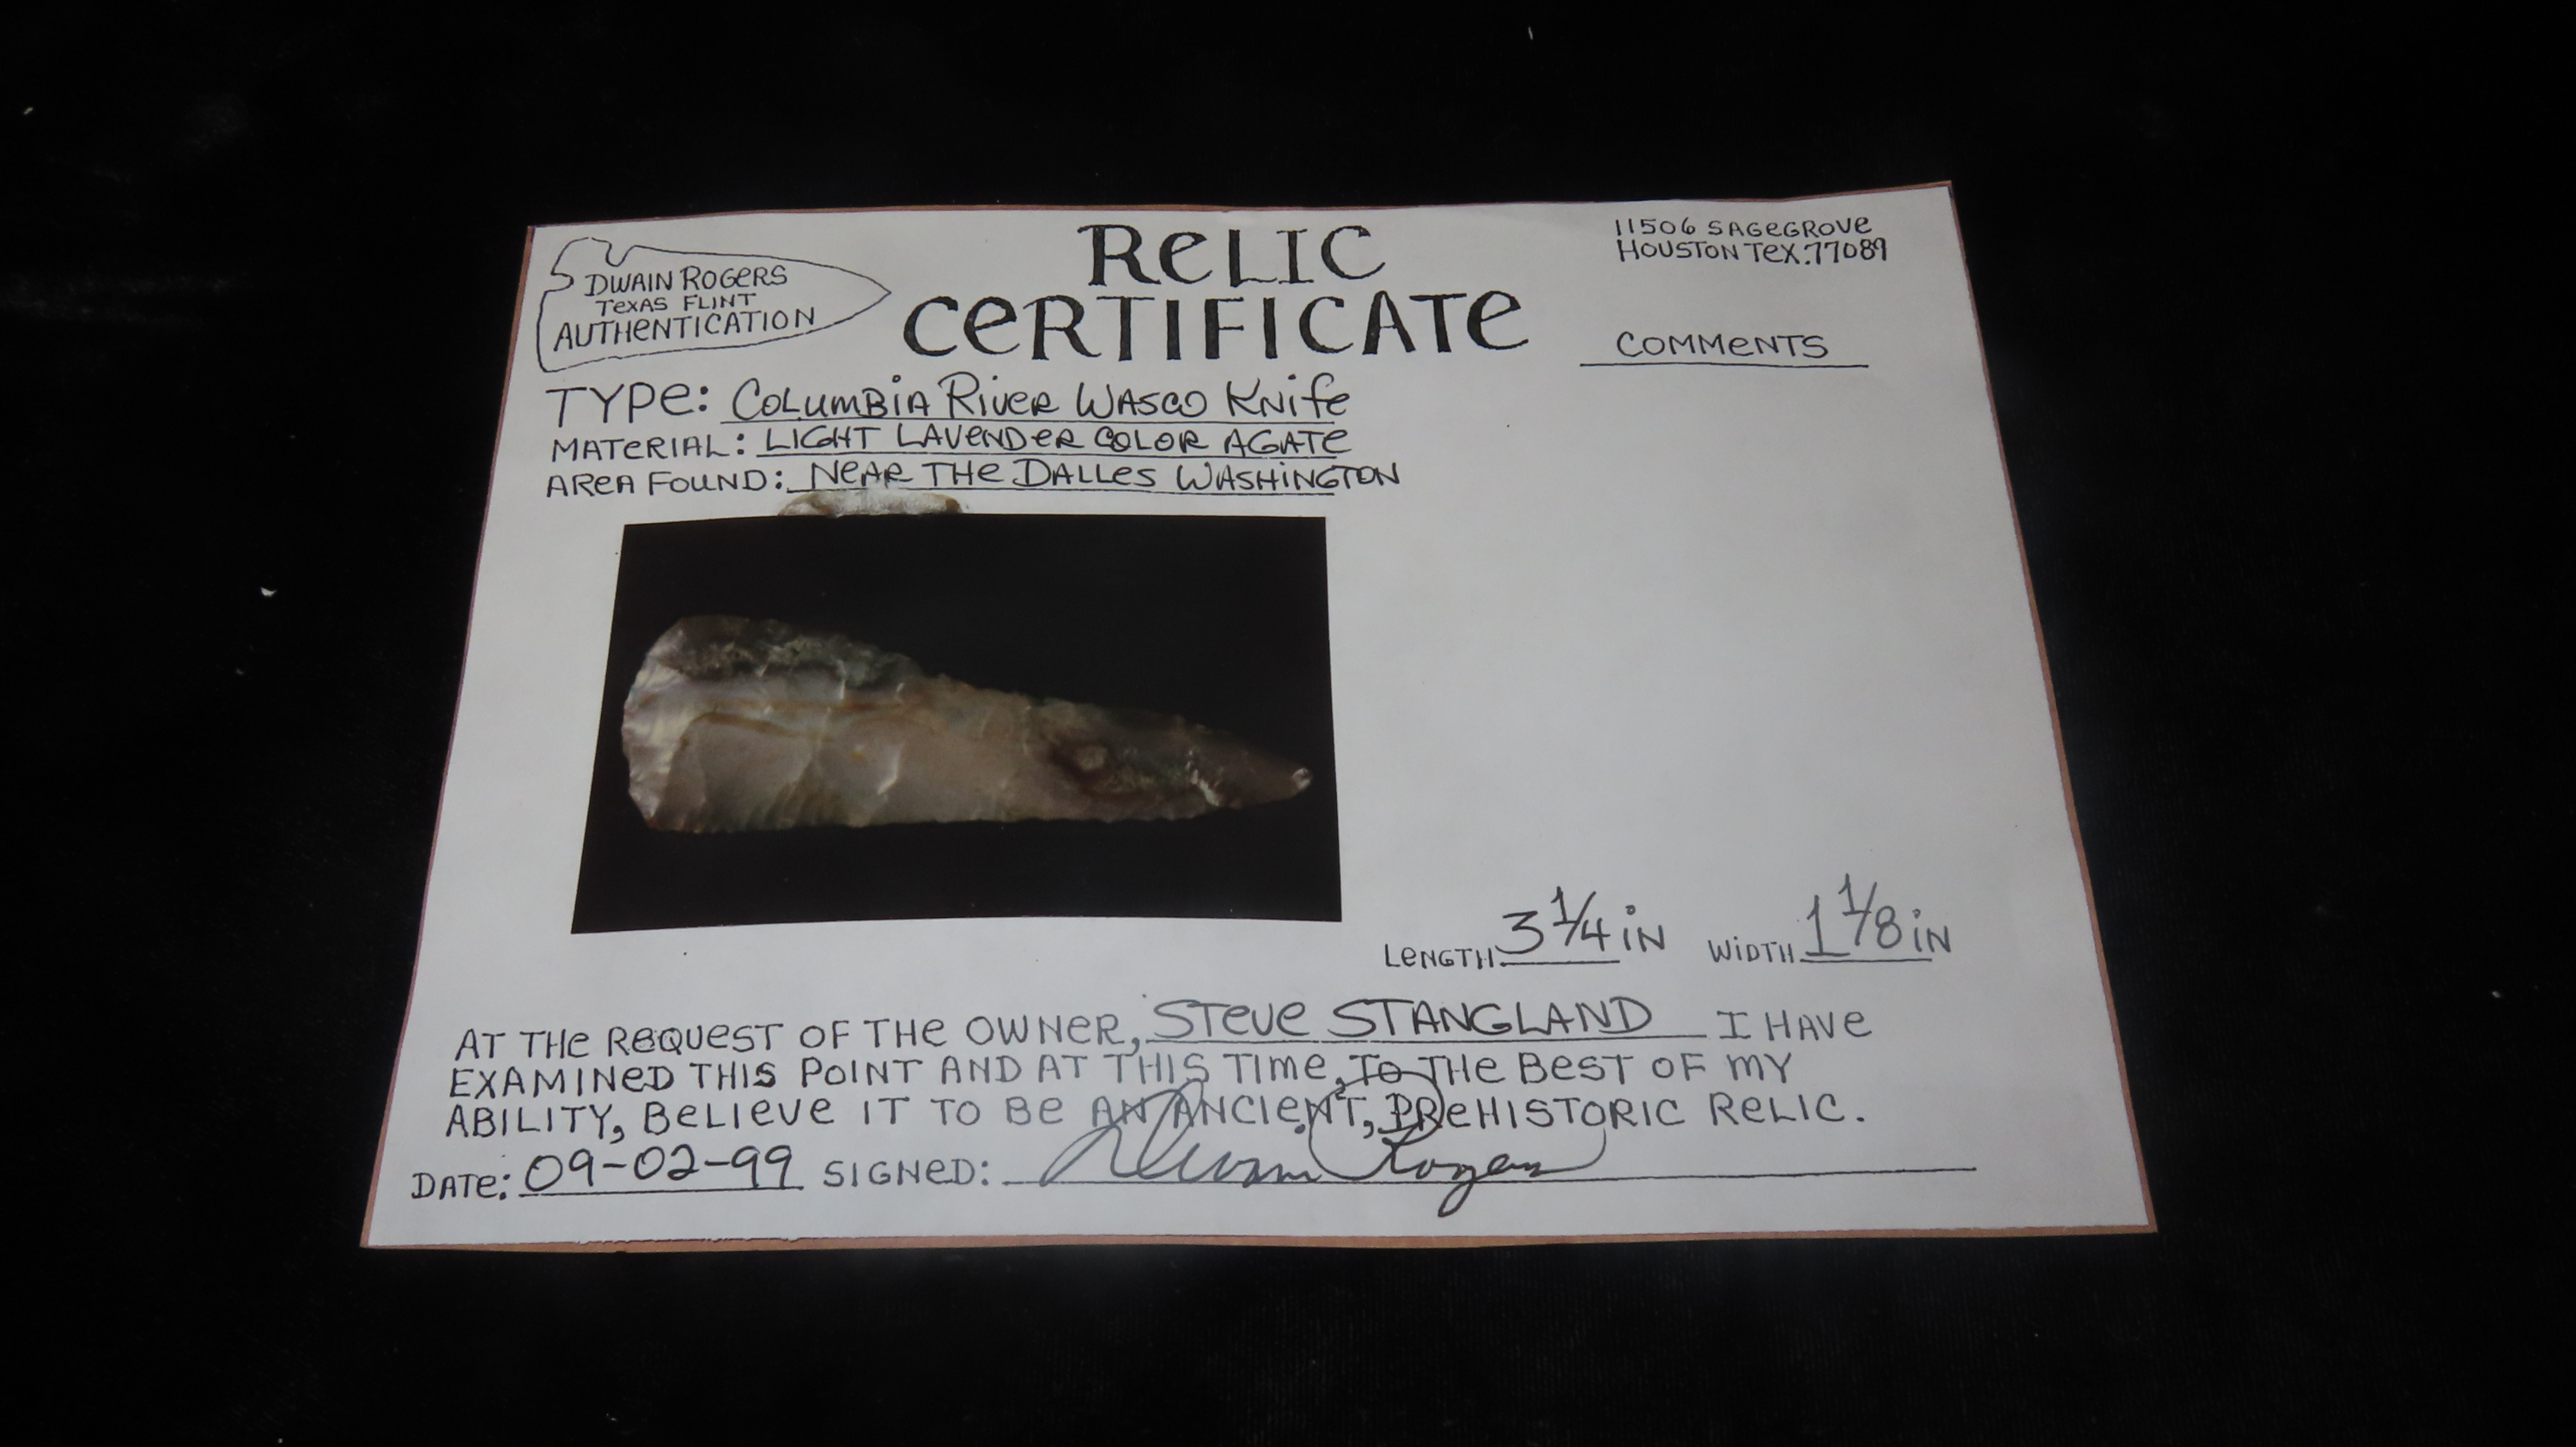 DWAIN ROGERS
TEXAS FLINT
AUTHENTICATION
RELIC
CERTIFICATE
11506 SAGEGROVE
HOUSTON TEX.77089
COMMENTS
TYPE: COLUMBIA RIVER WASCO KNIFE
MATERIAL: LIGHT LAVENDER COLOR AGATE
AREA FOUND: NEAR THE DALLES WASHINGTON
LENGTH 3 1/4 IN WIDTH 1 1/8 IN
AT THE REQUEST OF THE OWNER, STEVE STANGLAND I HAVE
EXAMINED THIS POINT AND AT THIS TIME, TO THE BEST OF MY
ABILITY, BELIEVE IT TO BE AN ANCIENT, PREHISTORIC RELIC.
DATE: 09-02-99 SIGNED: Dwain Rogers